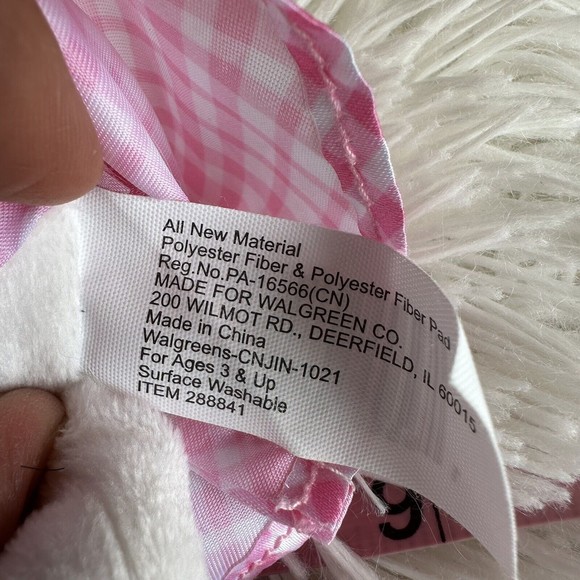 All New Material
Polyester Fiber & Polyester Fiber Pad
Reg.No.PA-16566(CN)
MADE FOR WALGREEN CO.
200 WILMOT RD., DEERFIELD, IL 60015
Made in China
Walgreens-CNJIN-1021
For Ages 3 & Up
Surface Washable
ITEM 288841
9